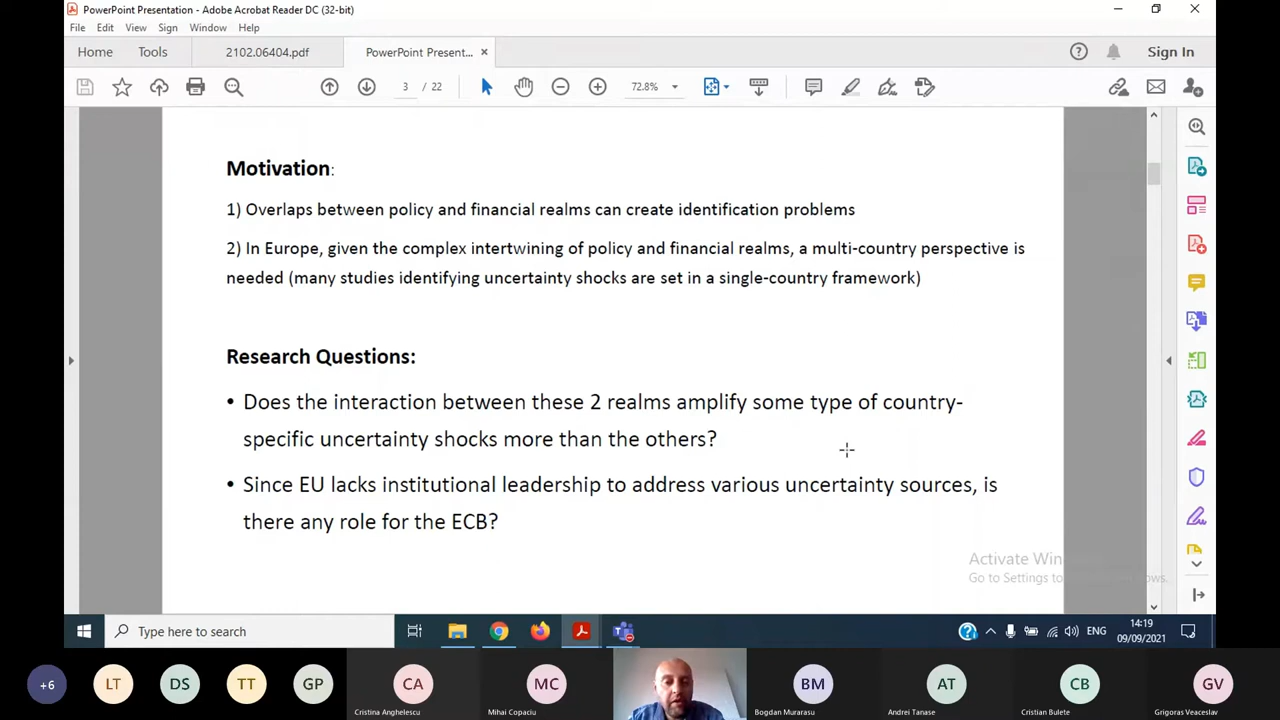 PowerPoint Presentation - Adobe Acrobat Reader DC (32-bit)
File Edit View Sign Window Help
Home Tools 2102.06404.pdf PowerPoint Present... × Sign In
3 / 22 72.8%
Motivation:
1) Overlaps between policy and financial realms can create identification problems
2) In Europe, given the complex intertwining of policy and financial realms, a multi-country perspective is
needed (many studies identifying uncertainty shocks are set in a single-country framework)
Research Questions:
• Does the interaction between these 2 realms amplify some type of country-
specific uncertainty shocks more than the others?
• Since EU lacks institutional leadership to address various uncertainty sources, is
there any role for the ECB?
Type here to search
ENG
14:19
09/09/2021
+6 LT DS TT GP CA MC BM AT CB GV
Cristina Anghelescu Mihai Copaciu Bogdan Murarasu Andrei Tanase Cristian Bulete Grigoras Veaceslav